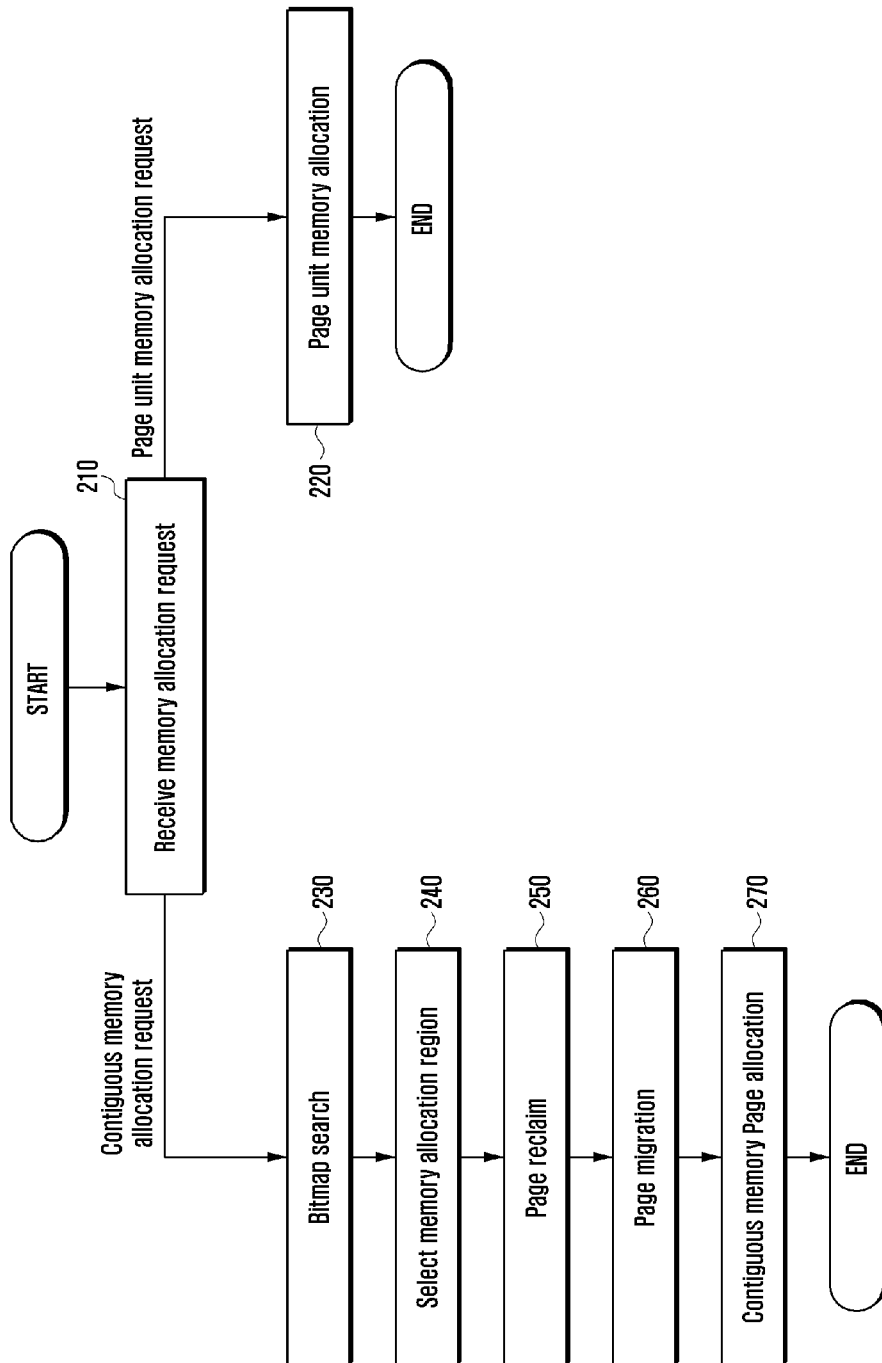 START
210
Receive memory allocation request
Contiguous memory
allocation request
Page unit memory allocation request
Bitmap search
230
Select memory allocation region
240
Page reclaim
250
Page migration
260
Contiguous memory Page allocation
270
END
220
Page unit memory allocation
END